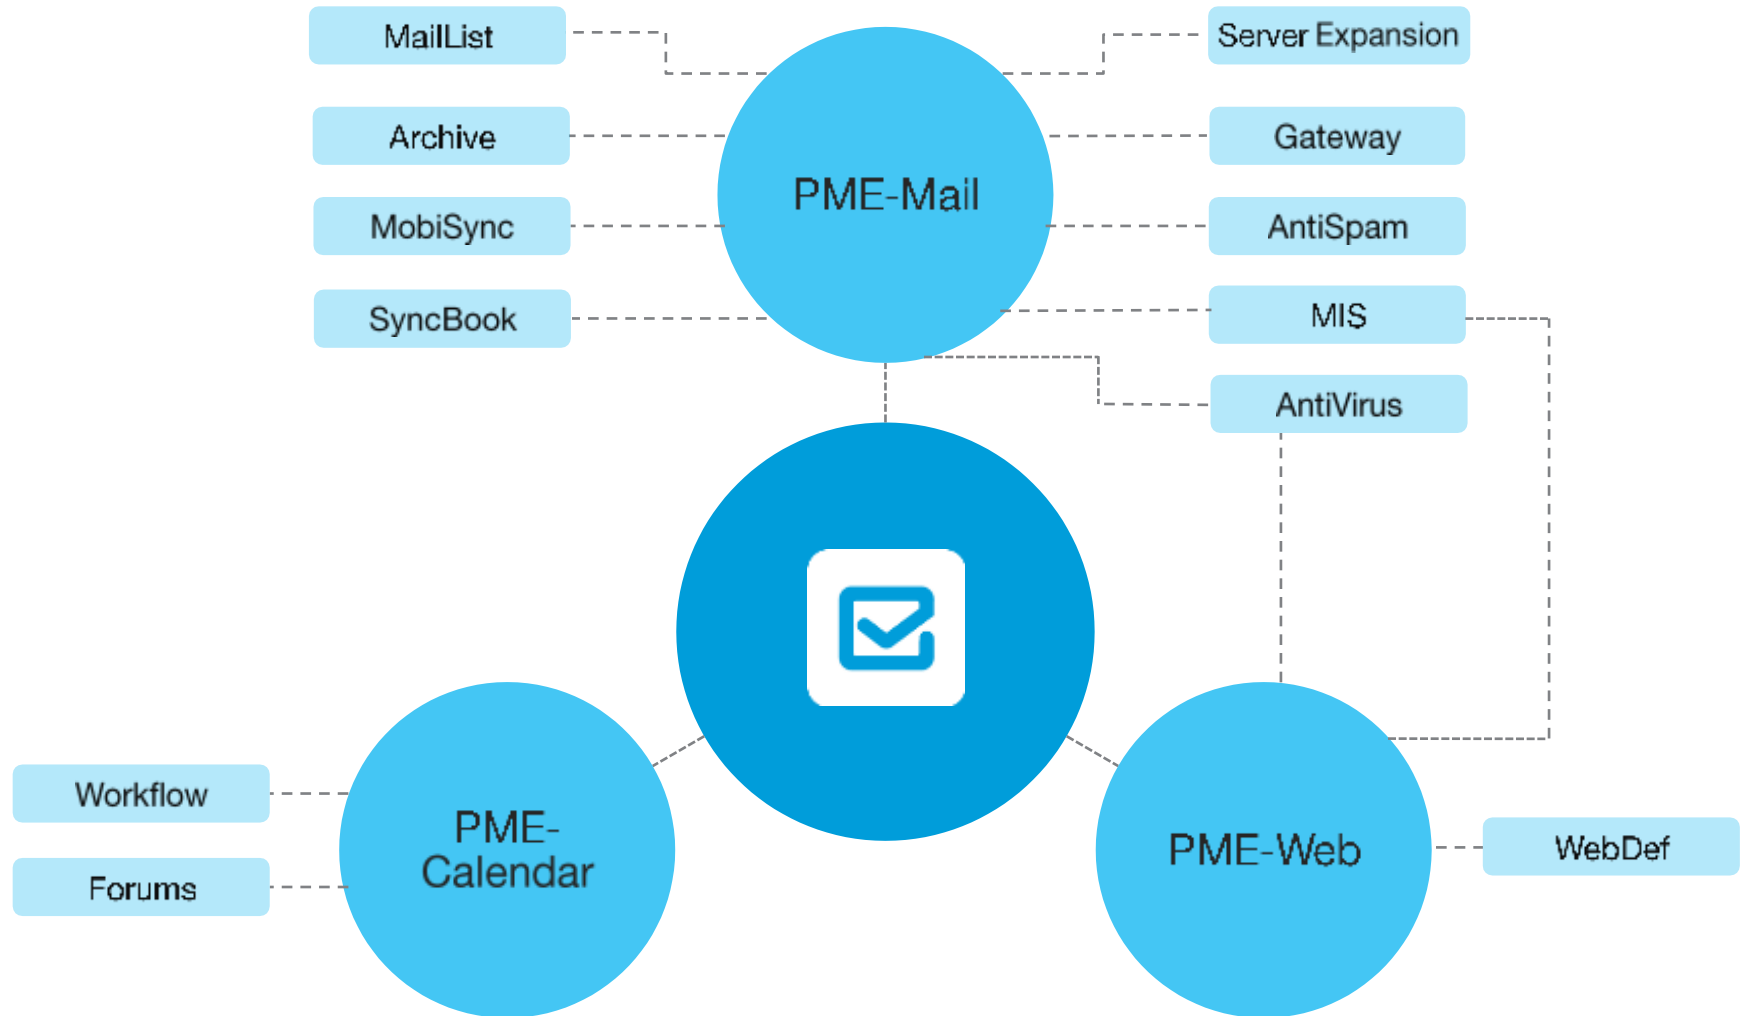 MailList
Server Expansion
Archive
Gateway
PME-Mail
MobiSync
AntiSpam
SyncBook
MIS
AntiVirus
Workflow
PME-
Calendar
Forums
PME-Web
WebDef